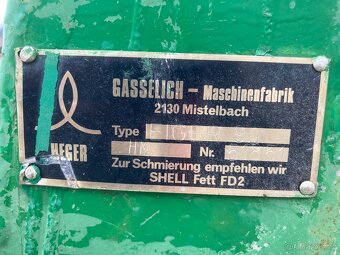 GASSELICH - Maschinenfabrik
2130 Mistelbach
Type
HEGER
Nr.
Zur Schmierung empfehlen wir
SHELL Fett FD2